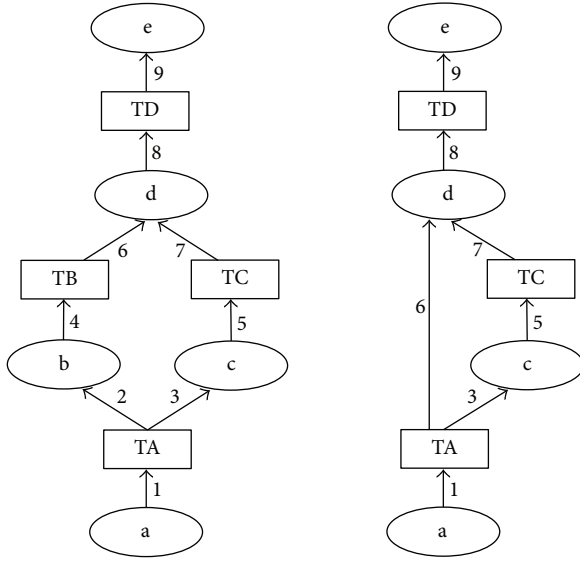 e e
9 9
TD TD
8 8
d d
6 7 7
TB TC TC
6
4 5 5
b c c
2 3 3
TA TA
1 1
a a